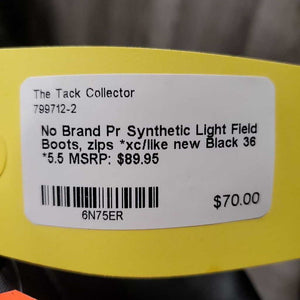 The Tack Collector
799712-2
No Brand Pr Synthetic Light Field
Boots, zips *xc/like new Black 36
*5.5 MSRP: $89.95
6N75ER
$70.00